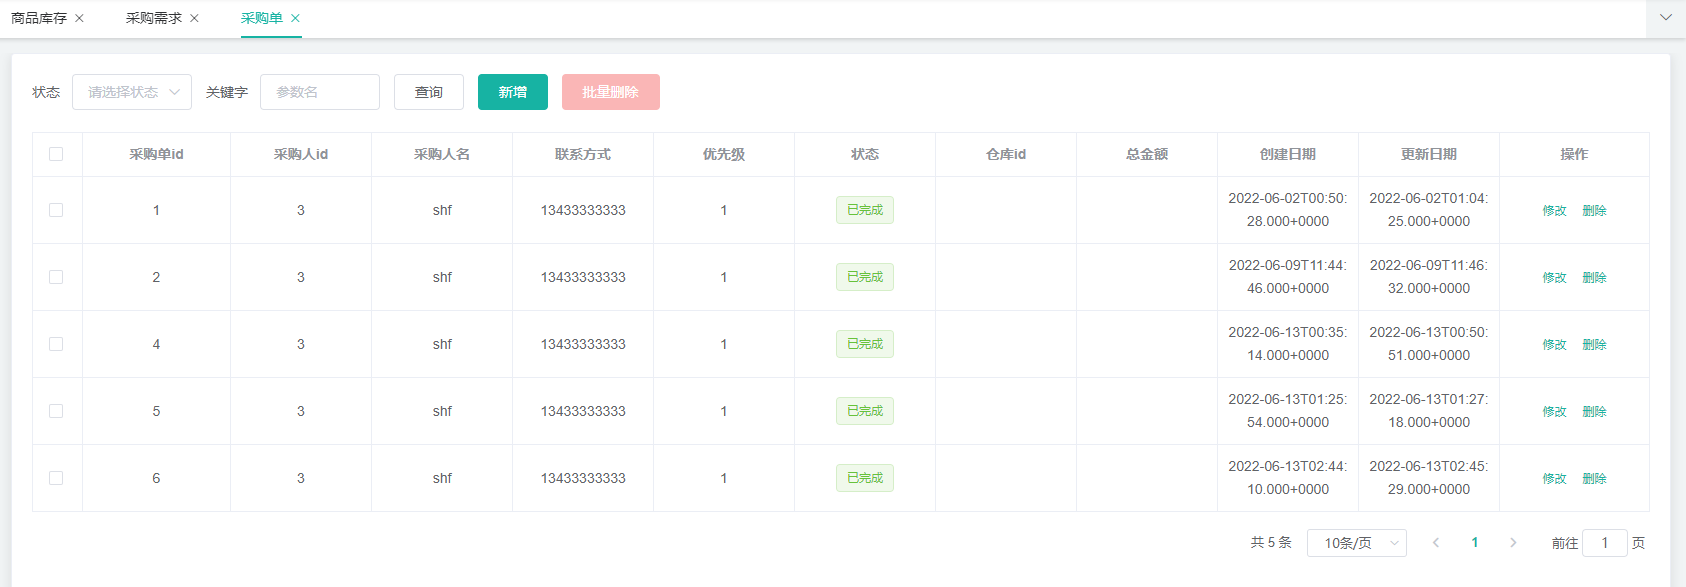 商品库存 采购需求 采购单
状态 请选择状态 关键字 参数名 查询 新增 批量删除
采购单id 采购人id 采购人名 联系方式 优先级 状态 仓库id 总金额 创建日期 更新日期 操作
1 3 shf 13433333333 1 已完成 2022-06-02T00:50:28.000+0000 2022-06-02T01:04:25.000+0000 修改 删除
2 3 shf 13433333333 1 已完成 2022-06-09T11:44:46.000+0000 2022-06-09T11:46:32.000+0000 修改 删除
4 3 shf 13433333333 1 已完成 2022-06-13T00:35:14.000+0000 2022-06-13T00:50:51.000+0000 修改 删除
5 3 shf 13433333333 1 已完成 2022-06-13T01:25:54.000+0000 2022-06-13T01:27:18.000+0000 修改 删除
6 3 shf 13433333333 1 已完成 2022-06-13T02:44:10.000+0000 2022-06-13T02:45:29.000+0000 修改 删除
共 5 条 10条/页 1 前往 1 页